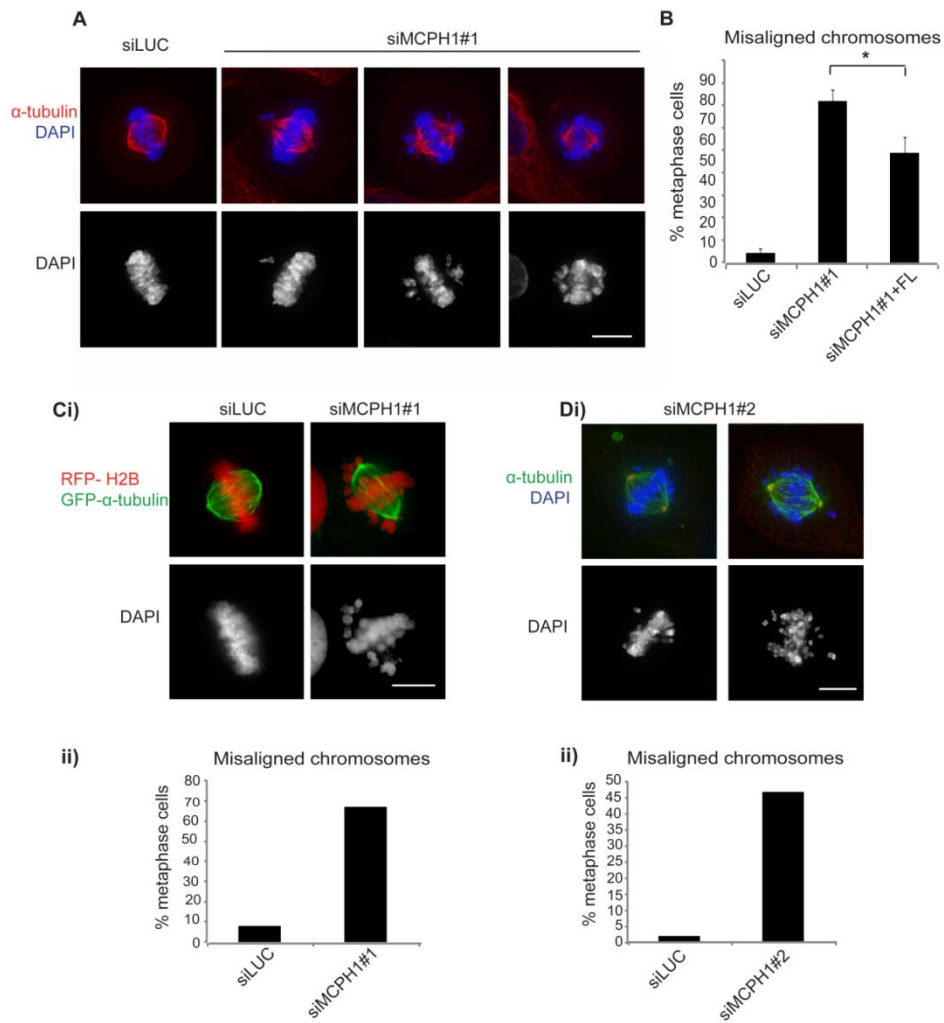 A
siLUC
siMCPH1#1
α-tubulin
DAPI
DAPI
B
Misaligned chromosomes
*
% metaphase cells
90
80
70
60
50
40
30
20
10
0
siLUC
siMCPH1#1
siMCPH1#1+FL
Ci)
siLUC
siMCPH1#1
RFP- H2B
GFP-α-tubulin
DAPI
Di)
siMCPH1#2
α-tubulin
DAPI
DAPI
ii)
Misaligned chromosomes
% metaphase cells
80
70
60
50
40
30
20
10
0
siLUC
siMCPH1#1
ii)
Misaligned chromosomes
% metaphase cells
50
45
40
35
30
25
20
15
10
5
0
siLUC
siMCPH1#2